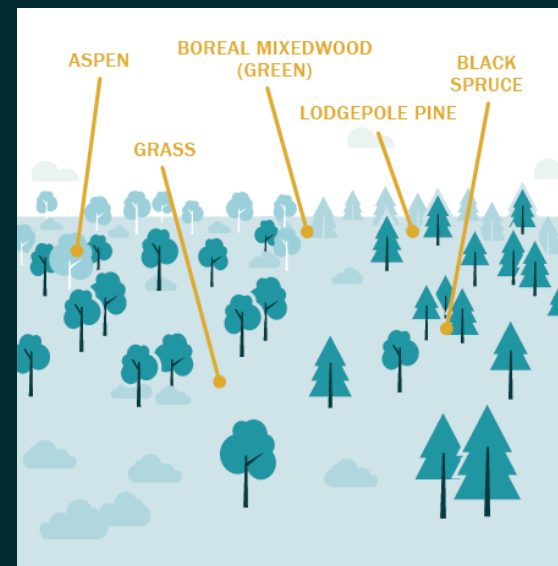 ASPEN
BOREAL MIXEDWOOD
(GREEN)
BLACK
SPRUCE
LODGEPOLE PINE
GRASS